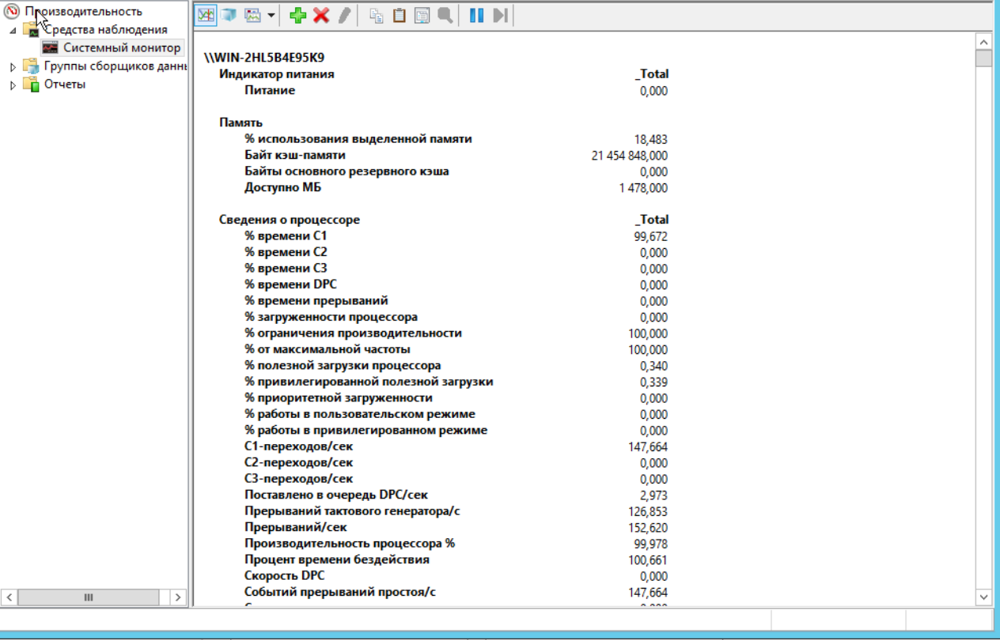 Производительность
Средства наблюдения
Системный монитор
Группы сборщиков данны
Отчеты
\\WIN-2HL5B4E95K9
Индикатор питания _Total
Питание 0,000
Память
% использования выделенной памяти 18,483
Байт кэш-памяти 21 454 848,000
Байты основного резервного кэша 0,000
Доступно МБ 1 478,000
Сведения о процессоре _Total
% времени C1 99,672
% времени C2 0,000
% времени C3 0,000
% времени DPC 0,000
% времени прерываний 0,000
% загруженности процессора 0,000
% ограничения производительности 100,000
% от максимальной частоты 100,000
% полезной загрузки процессора 0,340
% привилегированной полезной загрузки 0,339
% приоритетной загруженности 0,000
% работы в пользовательском режиме 0,000
% работы в привилегированном режиме 0,000
C1-переходов/сек 147,664
C2-переходов/сек 0,000
C3-переходов/сек 0,000
Поставлено в очередь DPC/сек 2,973
Прерываний тактового генератора/с 126,853
Прерываний/сек 152,620
Производительность процессора % 99,978
Процент времени бездействия 100,661
Скорость DPC 0,000
Событий прерываний простоя/с 147,664